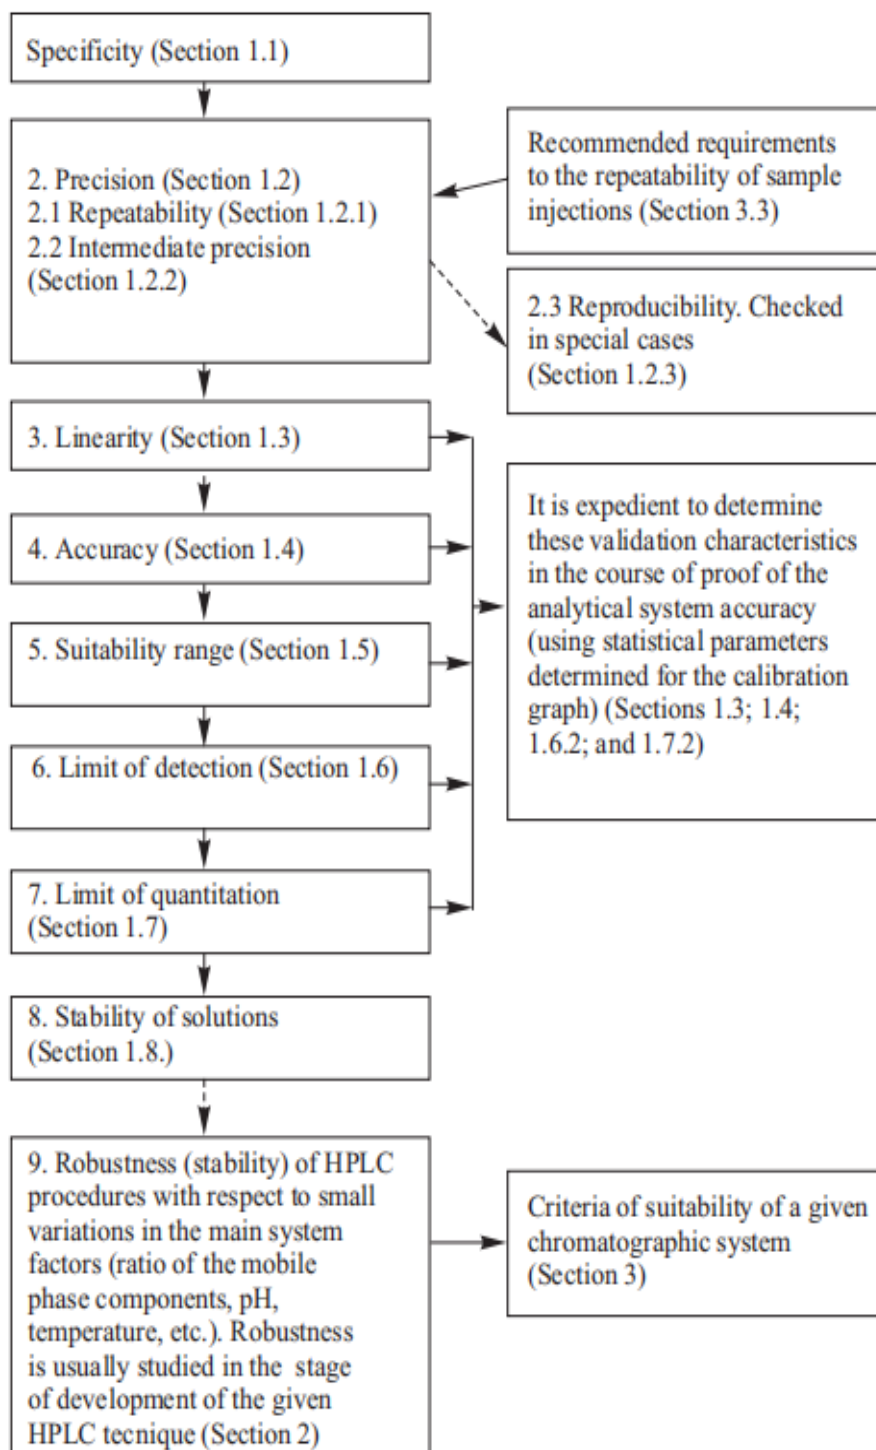 Specificity (Section 1.1)
2. Precision (Section 1.2)
2.1 Repeatability (Section 1.2.1)
2.2 Intermediate precision
(Section 1.2.2)
Recommended requirements
to the repeatability of sample
injections (Section 3.3)
2.3 Reproducibility. Checked
in special cases
(Section 1.2.3)
3. Linearity (Section 1.3)
4. Accuracy (Section 1.4)
5. Suitability range (Section 1.5)
6. Limit of detection (Section 1.6)
7. Limit of quantitation
(Section 1.7)
It is expedient to determine
these validation characteristics
in the course of proof of the
analytical system accuracy
(using statistical parameters
determined for the calibration
graph) (Sections 1.3; 1.4;
1.6.2; and 1.7.2)
8. Stability of solutions
(Section 1.8.)
9. Robustness (stability) of HPLC
procedures with respect to small
variations in the main system
factors (ratio of the mobile
phase components, pH,
temperature, etc.). Robustness
is usually studied in the stage
of development of the given
HPLC tecnique (Section 2)
Criteria of suitability of a given
chromatographic system
(Section 3)